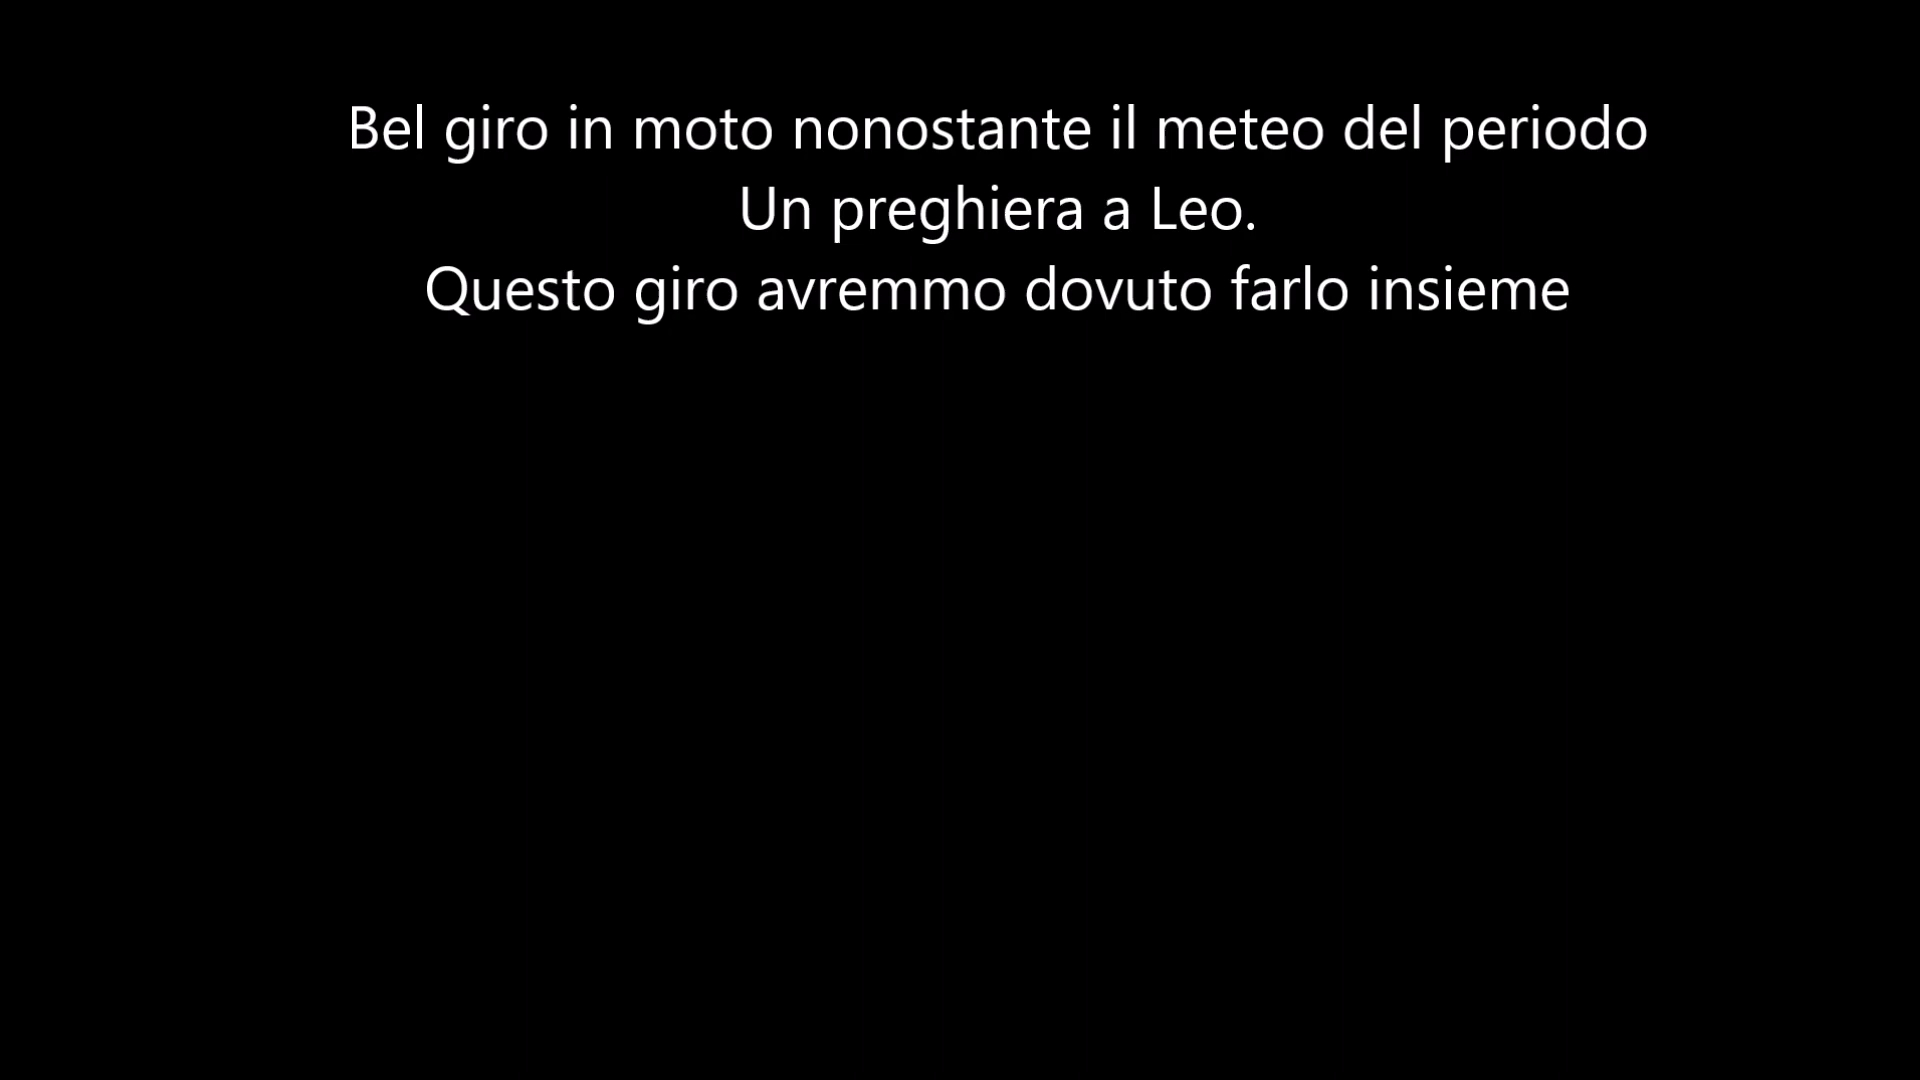 Bel giro in moto nonostante il meteo del periodo
Un preghiera a Leo.
Questo giro avremmo dovuto farlo insieme